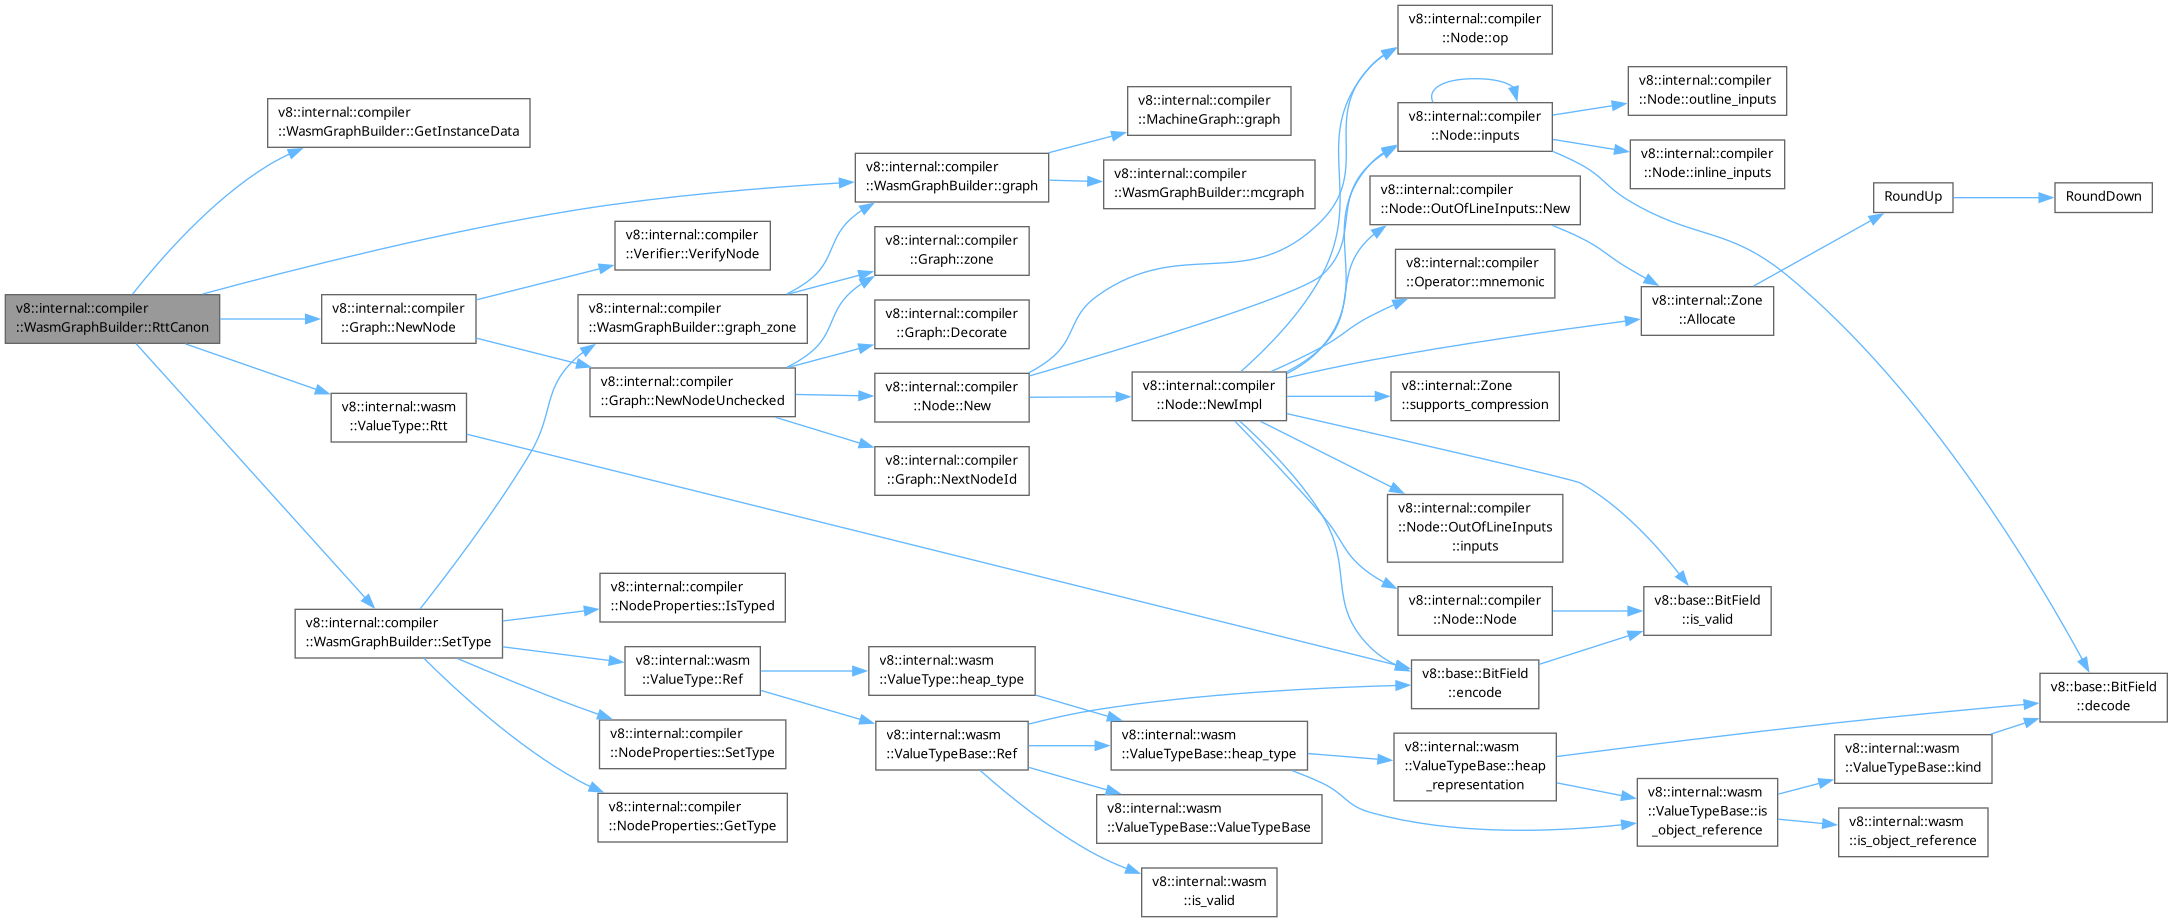 v8::internal::compiler
::WasmGraphBuilder::RttCanon
v8::internal::compiler
::WasmGraphBuilder::GetInstanceData
v8::internal::compiler
::Graph::NewNode
v8::internal::wasm
::ValueType::Rtt
v8::internal::compiler
::WasmGraphBuilder::SetType
v8::internal::compiler
::Verifier::VerifyNode
v8::internal::compiler
::WasmGraphBuilder::graph_zone
v8::internal::compiler
::Graph::NewNodeUnchecked
v8::internal::compiler
::NodeProperties::IsTyped
v8::internal::wasm
::ValueType::Ref
v8::internal::compiler
::NodeProperties::SetType
v8::internal::compiler
::NodeProperties::GetType
v8::internal::compiler
::WasmGraphBuilder::graph
v8::internal::compiler
::Graph::zone
v8::internal::compiler
::Graph::Decorate
v8::internal::compiler
::Node::New
v8::internal::compiler
::Graph::NextNodeId
v8::internal::wasm
::ValueType::heap_type
v8::internal::wasm
::ValueTypeBase::Ref
v8::internal::compiler
::MachineGraph::graph
v8::internal::compiler
::WasmGraphBuilder::mcgraph
v8::internal::compiler
::Node::NewImpl
v8::internal::wasm
::ValueTypeBase::heap_type
v8::internal::wasm
::ValueTypeBase::ValueTypeBase
v8::internal::wasm
::is_valid
v8::internal::compiler
::Node::op
v8::internal::compiler
::Node::inputs
v8::internal::compiler
::Node::OutOfLineInputs::New
v8::internal::compiler
::Operator::mnemonic
v8::internal::Zone
::supports_compression
v8::internal::compiler
::Node::OutOfLineInputs
::inputs
v8::internal::compiler
::Node::Node
v8::base::BitField
::encode
v8::internal::wasm
::ValueTypeBase::heap
_representation
v8::internal::compiler
::Node::outline_inputs
v8::internal::compiler
::Node::inline_inputs
v8::internal::Zone
::Allocate
v8::base::BitField
::is_valid
v8::internal::wasm
::ValueTypeBase::is
_object_reference
RoundUp
v8::internal::wasm
::ValueTypeBase::kind
v8::internal::wasm
::is_object_reference
RoundDown
v8::base::BitField
::decode